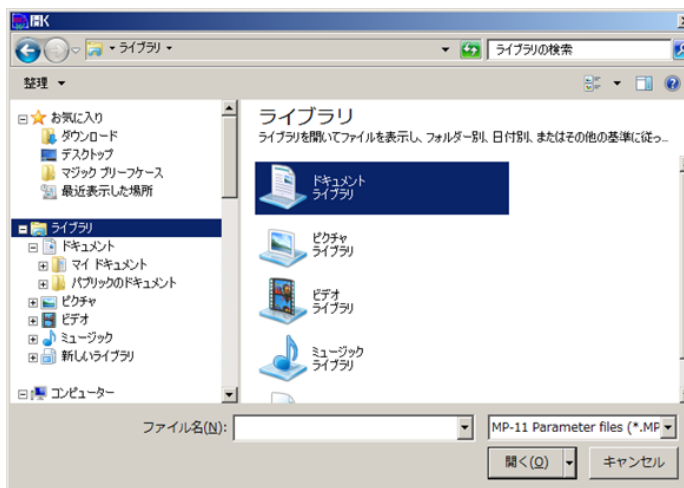 開く
ライブラリ
ライブラリの検索
整理
お気に入り
ダウンロード
デスクトップ
マジック ブリーフケース
最近表示した場所
ライブラリ
ドキュメント
マイ ドキュメント
パブリックのドキュメント
ピクチャ
ビデオ
ミュージック
新しいライブラリ
コンピューター
ライブラリ
ライブラリを開いてファイルを表示し、フォルダー別、日付別、またはその他の基準に従っ...
ドキュメント
ライブラリ
ピクチャ
ライブラリ
ビデオ
ライブラリ
ミュージック
ライブラリ
ファイル名(N):
MP-11 Parameter files (*.MP
開く(O)
キャンセル